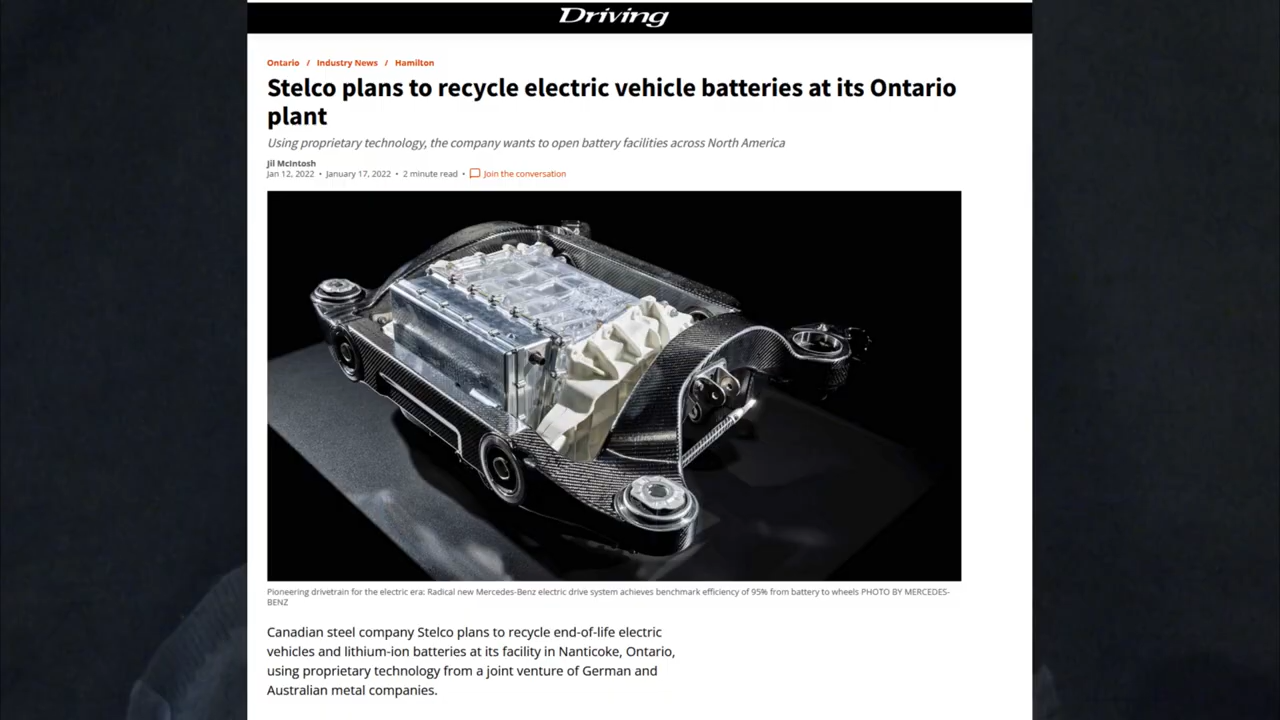 Driving
Ontario / Industry News / Hamilton
Stelco plans to recycle electric vehicle batteries at its Ontario
plant
Using proprietary technology, the company wants to open battery facilities across North America
Jil McIntosh
Jan 12, 2022 • January 17, 2022 • 2 minute read • Join the conversation
Pioneering drivetrain for the electric era: Radical new Mercedes-Benz electric drive system achieves benchmark efficiency of 95% from battery to wheels PHOTO BY MERCEDES-
BENZ
Canadian steel company Stelco plans to recycle end-of-life electric
vehicles and lithium-ion batteries at its facility in Nanticoke, Ontario,
using proprietary technology from a joint venture of German and
Australian metal companies.